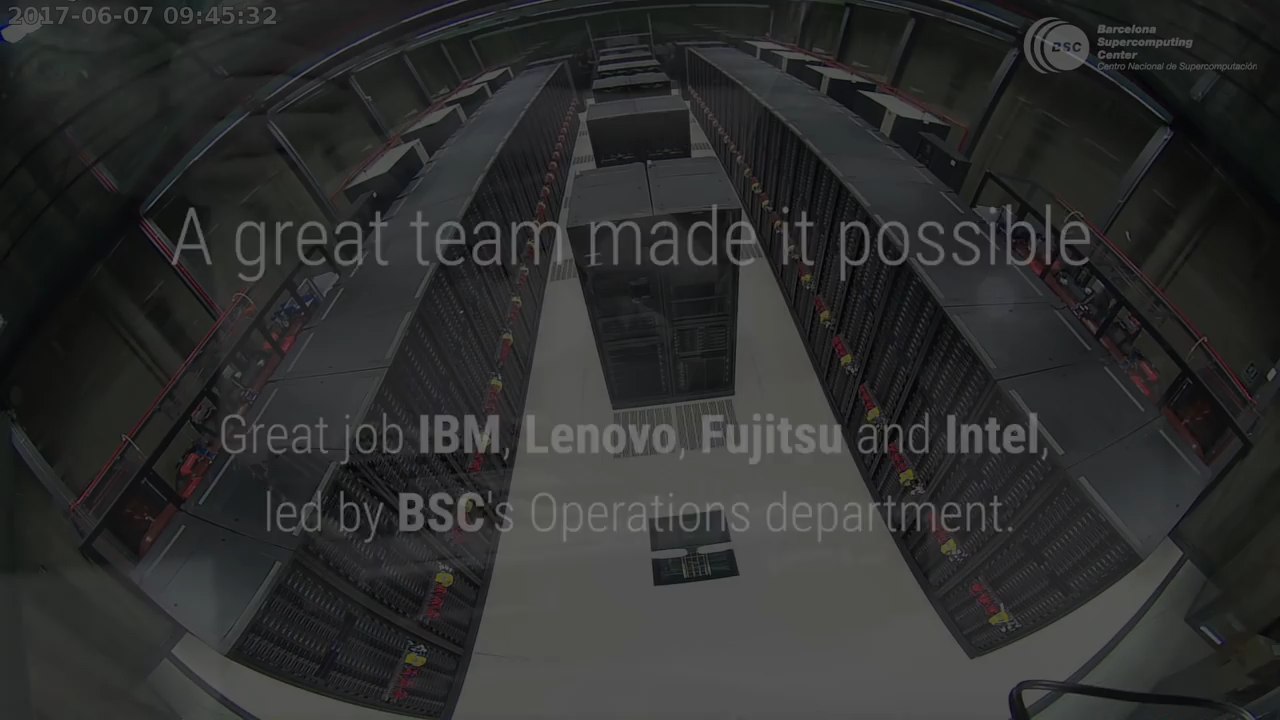 2017-06-07 09:45:32
BSC
Barcelona
Supercomputing
Center
Centro Nacional de Supercomputación
A great team made it possible
Great job IBM, Lenovo, Fujitsu and Intel,
led by BSC's Operations department.